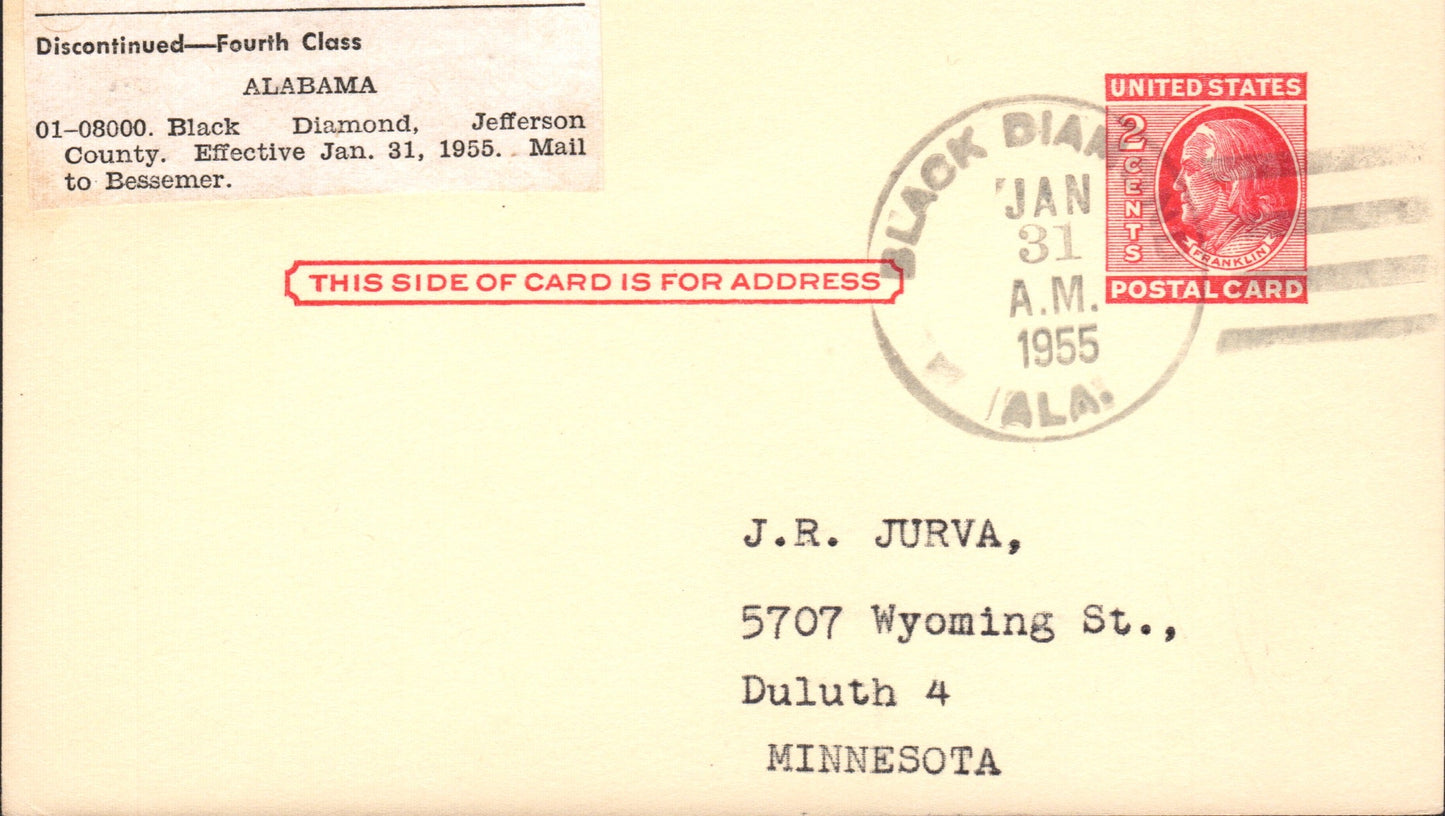 Discontinued—Fourth Class
ALABAMA
01–08000. Black Diamond, Jefferson
County. Effective Jan. 31, 1955. Mail
to Bessemer.
UNITED STATES
2
CENTS
FRANKLIN
POSTAL CARD
BLACK
JAN
31
A.M.
1955
ALA.
THIS SIDE OF CARD IS FOR ADDRESS
J.R. JURVA,
5707 Wyoming St.,
Duluth 4
MINNESOTA